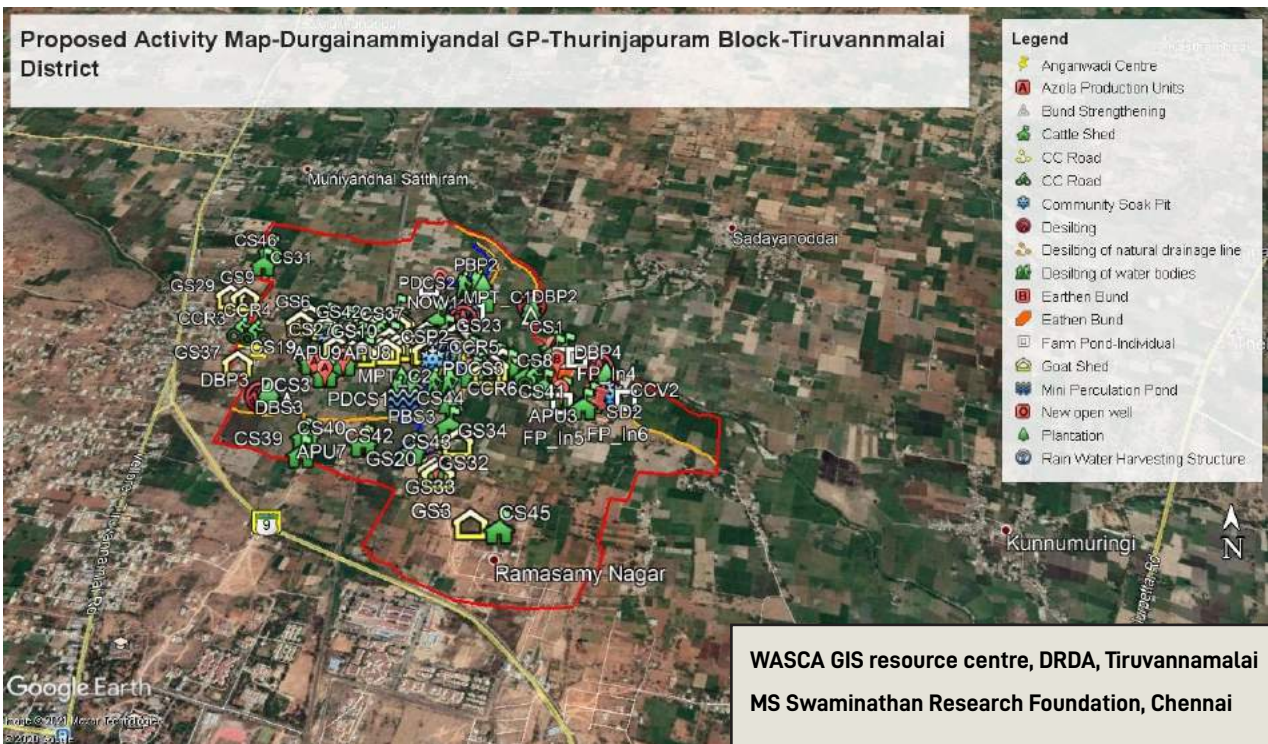 Proposed Activity Map-Durgainammiyandal GP-Thurinjapuram Block-Tiruvannmalai
District
Legend
Anganwadi Centre
Azola Production Units
Bund Strengthening
Cattle Shed
CC Road
CC Road
Community Soak Pit
Desilting
Desilting of natural drainage line
Desilting of water bodies
Earthen Bund
Eathen Bund
Farm Pond-Individual
Goat Shed
Mini Perculation Pond
New open well
Plantation
Rain Water Harvesting Structure
N
Muniyandhal Satthiram
Sadayanoddai
CS46
CS31
GS29 GS9
PBP2
PDCS2
NOW1 MPT_C1 DBP2
GS6 GS42 CS37
CCR3 CCR4
CS27 GS10
GS23 CS1
GS37 CS19 APU9 APU8 CCR5
CS8 DBP4
FP_In4
DBP3 DCS3 MPT_C2 PDCS3
CCR6 CS41 CCV2
DBS3 PDCS1 CS44
PBS3 APU3 SD2
CS39 CS40 CS42 CS43 GS34
FP_In5 FP_In6
APU7 GS20 GS32
GS33
GS3 CS45
9
Ramasamy Nagar
Kunnumuringi
Google Earth
WASCA GIS resource centre, DRDA, Tiruvannamalai
MS Swaminathan Research Foundation, Chennai